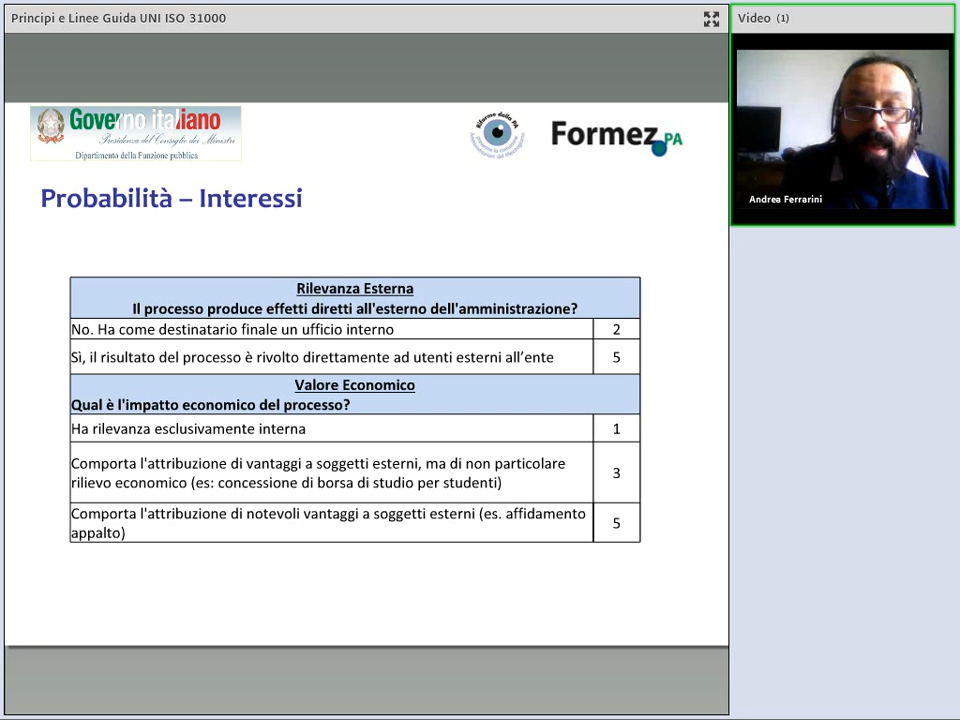 Principi e Linee Guida UNI ISO 31000
Video (1)
Governo italiano
Presidenza del Consiglio dei Ministri
Dipartimento della Funzione pubblica
Riforme della PA
Formez PA
Andrea Ferrarini
Probabilità – Interessi
Rilevanza Esterna
Il processo produce effetti diretti all'esterno dell'amministrazione?
No. Ha come destinatario finale un ufficio interno 2
Sì, il risultato del processo è rivolto direttamente ad utenti esterni all’ente 5
Valore Economico
Qual è l'impatto economico del processo?
Ha rilevanza esclusivamente interna 1
Comporta l'attribuzione di vantaggi a soggetti esterni, ma di non particolare
rilievo economico (es: concessione di borsa di studio per studenti) 3
Comporta l'attribuzione di notevoli vantaggi a soggetti esterni (es. affidamento
appalto) 5